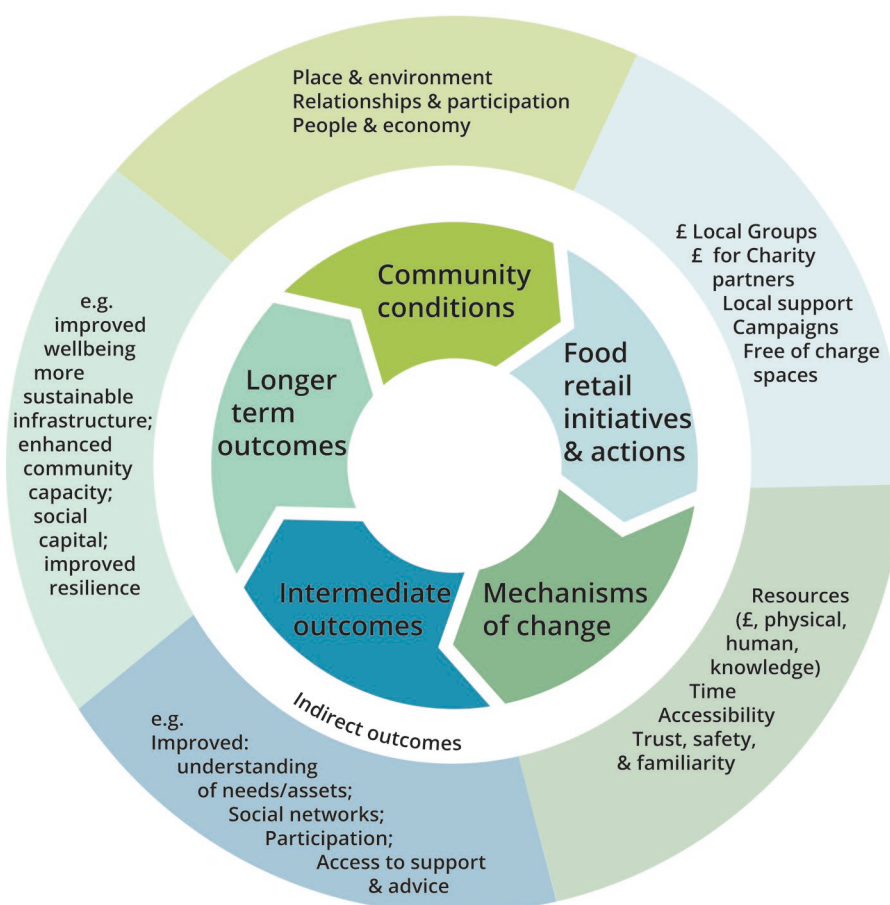 Place & environment
Relationships & participation
People & economy
£ Local Groups
£  for Charity
partners
Local support
Campaigns
Free of charge
spaces
Resources
(£, physical,
human,
knowledge)
Time
Accessibility
Trust, safety,
& familiarity
e.g.
Improved:
understanding
of needs/assets;
Social networks;
Participation;
Access to support
& advice
e.g.
improved
wellbeing
more
sustainable
infrastructure;
enhanced
community
capacity;
social
capital;
improved
resilience
Community
conditions
Food
retail
initiatives
& actions
Mechanisms
of change
Intermediate
outcomes
Longer
term
outcomes
Indirect outcomes